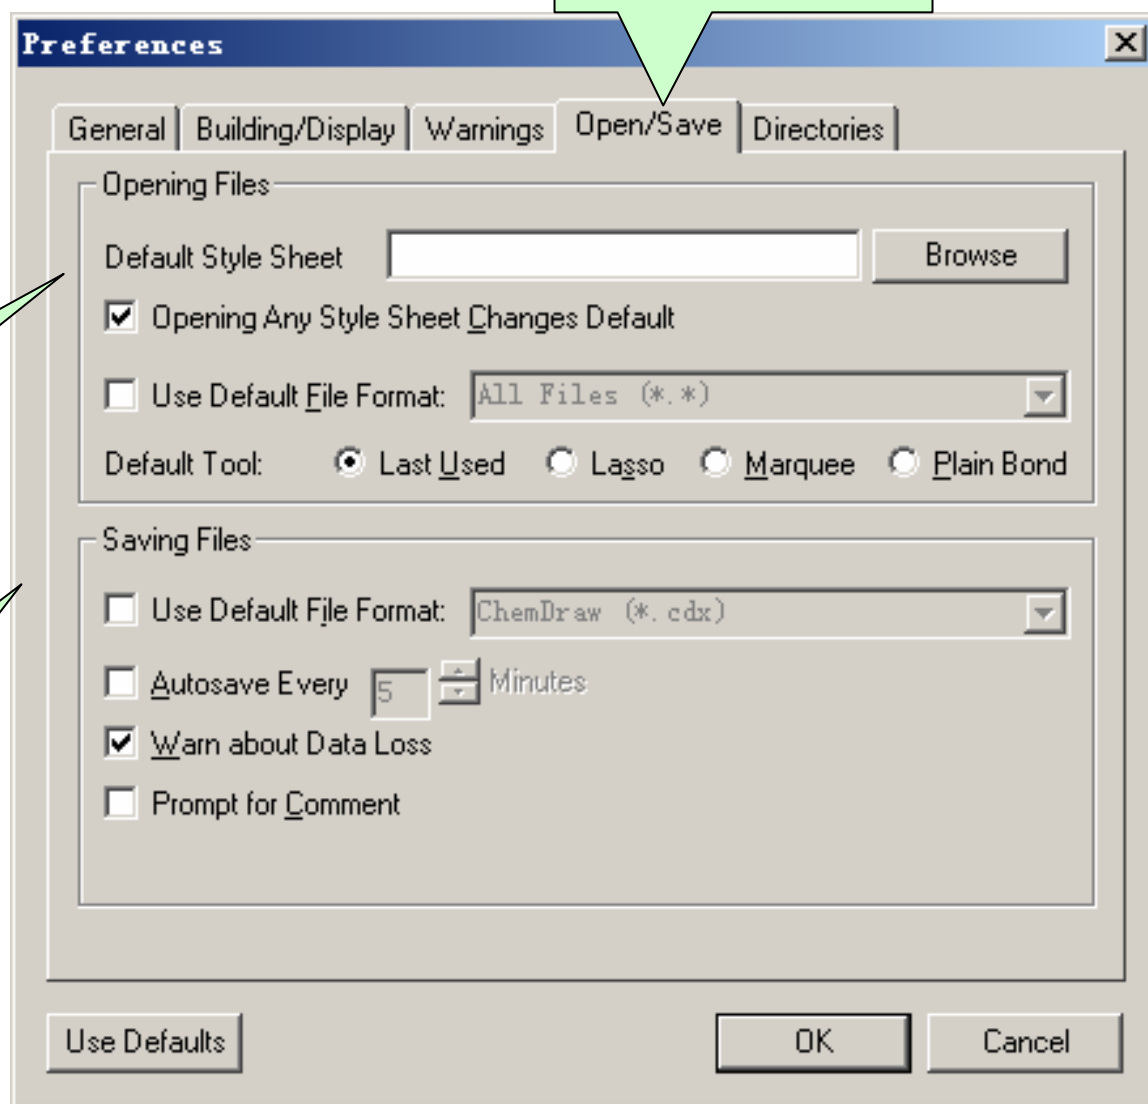 Preferences
General Building/Display Warnings Open/Save Directories
Opening Files
Default Style Sheet Browse
Opening Any Style Sheet Changes Default
Use Default File Format: All Files (*.*)
Default Tool: Last Used Lasso Marquee Plain Bond
Saving Files
Use Default File Format: ChemDraw (*.cdx)
Autosave Every 5 Minutes
Warn about Data Loss
Prompt for Comment
Use Defaults OK Cancel